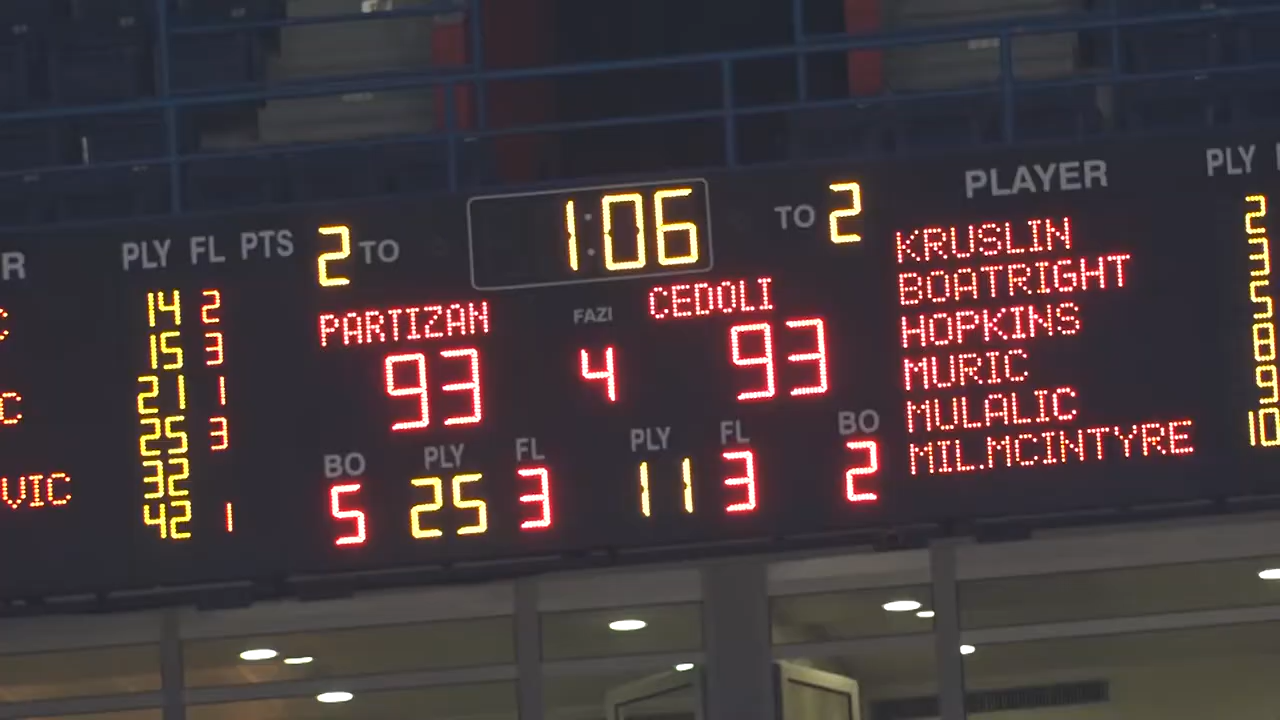 R PLY FL PTS 2 TO 1:06 TO 2 PLAYER PLY
PARTIZAN FAZI CEDOLI
93 4 93
BO PLY FL PLY FL BO
5 25 3 11 3 2
14 2
15 3
21 1
25 3
32
VIC 42 1
KRUSLIN 2
BOATRIGHT 3
HOPKINS 5
MURIC 8
MULALIC 9
MIL.MCINTYRE 10